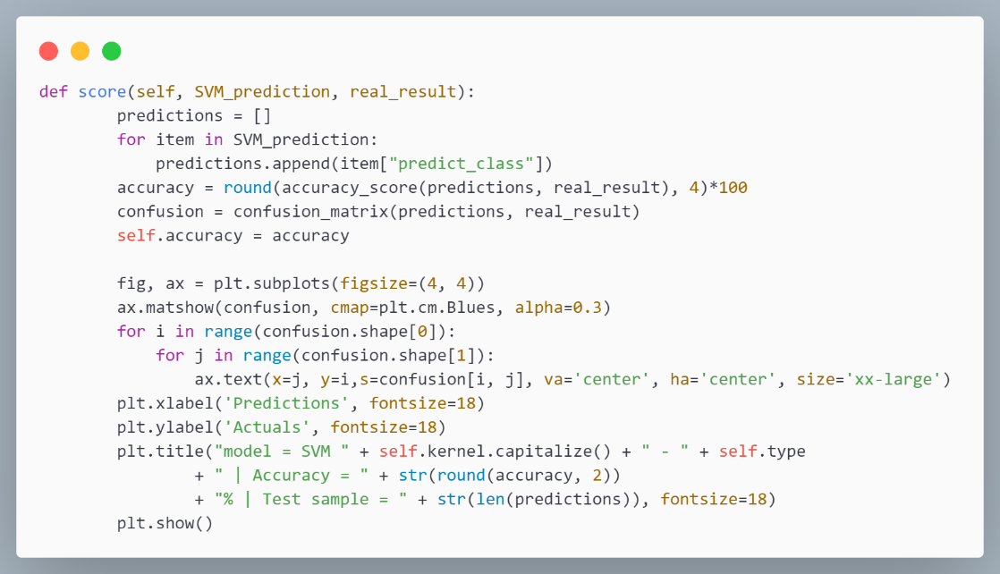 def score(self, SVM_prediction, real_result):
        predictions = []
        for item in SVM_prediction:
            predictions.append(item["predict_class"])
        accuracy = round(accuracy_score(predictions, real_result), 4)*100
        confusion = confusion_matrix(predictions, real_result)
        self.accuracy = accuracy

        fig, ax = plt.subplots(figsize=(4, 4))
        ax.matshow(confusion, cmap=plt.cm.Blues, alpha=0.3)
        for i in range(confusion.shape[0]):
            for j in range(confusion.shape[1]):
                ax.text(x=j, y=i,s=confusion[i, j], va='center', ha='center', size='xx-large')
        plt.xlabel('Predictions', fontsize=18)
        plt.ylabel('Actuals', fontsize=18)
        plt.title("model = SVM " + self.kernel.capitalize() + " - " + self.type
                + " | Accuracy = " + str(round(accuracy, 2))
                + "% | Test sample = " + str(len(predictions)), fontsize=18)
        plt.show()